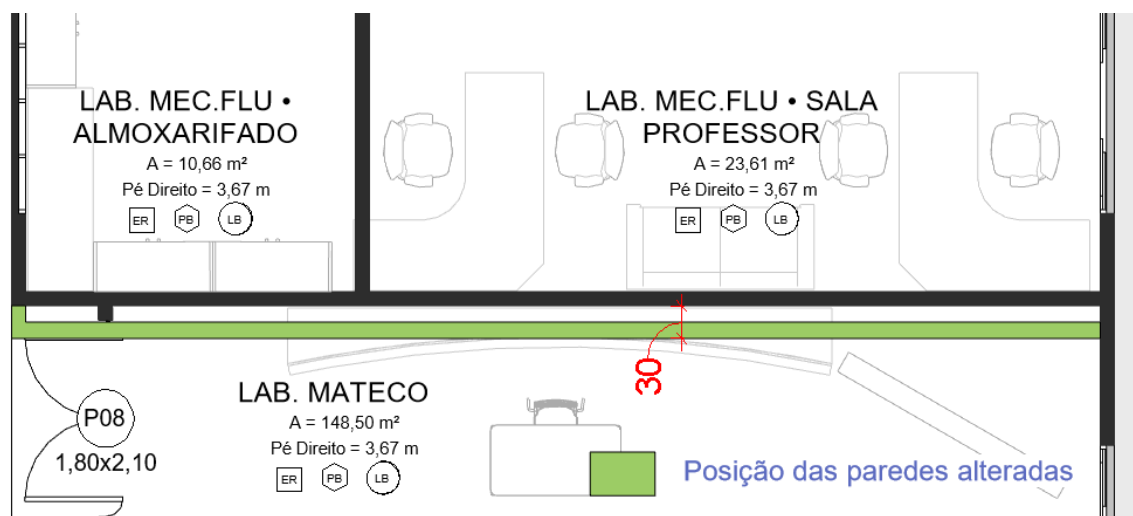 LAB. MEC.FLU •
ALMOXARIFADO
A = 10,66 m²
Pé Direito = 3,67 m
ER PB LB
LAB. MEC.FLU • SALA
PROFESSOR
A = 23,61 m²
Pé Direito = 3,67 m
ER PB LB
30
LAB. MATECO
A = 148,50 m²
Pé Direito = 3,67 m
ER PB LB
P08
1,80x2,10
Posição das paredes alteradas